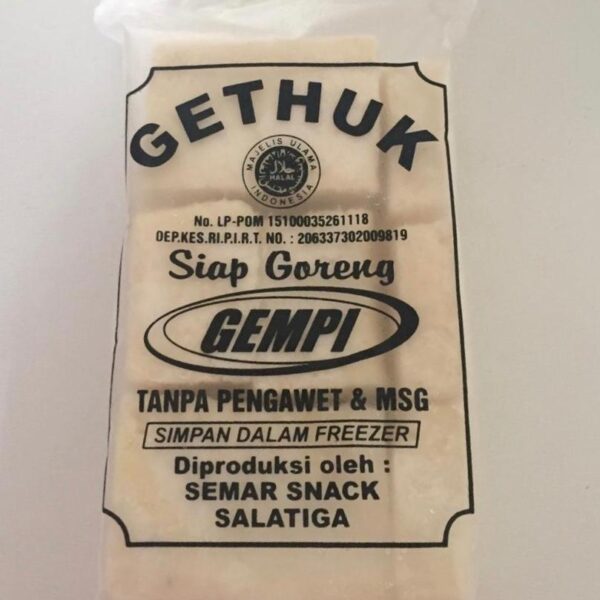 GETHUK
MAJELIS ULAMA
حلال
HALAL
INDONESIA
No. LP-POM 15100035261118
DEP.KES.RI.P.I.R.T. NO. : 206337302009819
Siap Goreng
GEMPI
TANPA PENGAWET & MSG
SIMPAN DALAM FREEZER
Diproduksi oleh :
SEMAR SNACK
SALATIGA